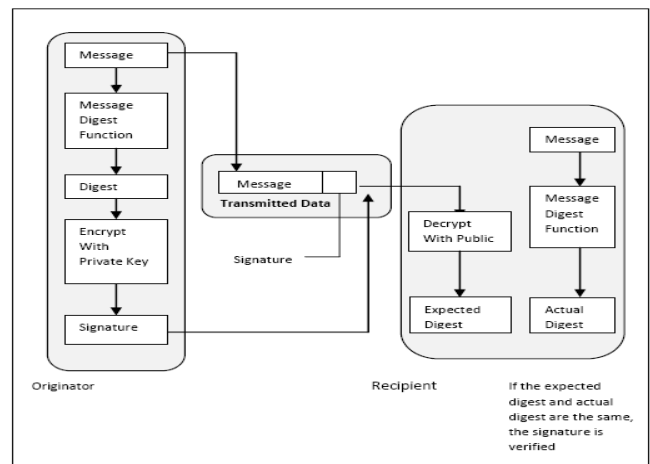 Message
Message
Digest
Function
Digest
Encrypt
With
Private Key
Signature
Originator
Message
Transmitted Data
Signature
Decrypt
With Public
Expected
Digest
Message
Message
Digest
Function
Actual
Digest
Recipient
If the expected
digest and actual
digest are the same,
the signature is
verified